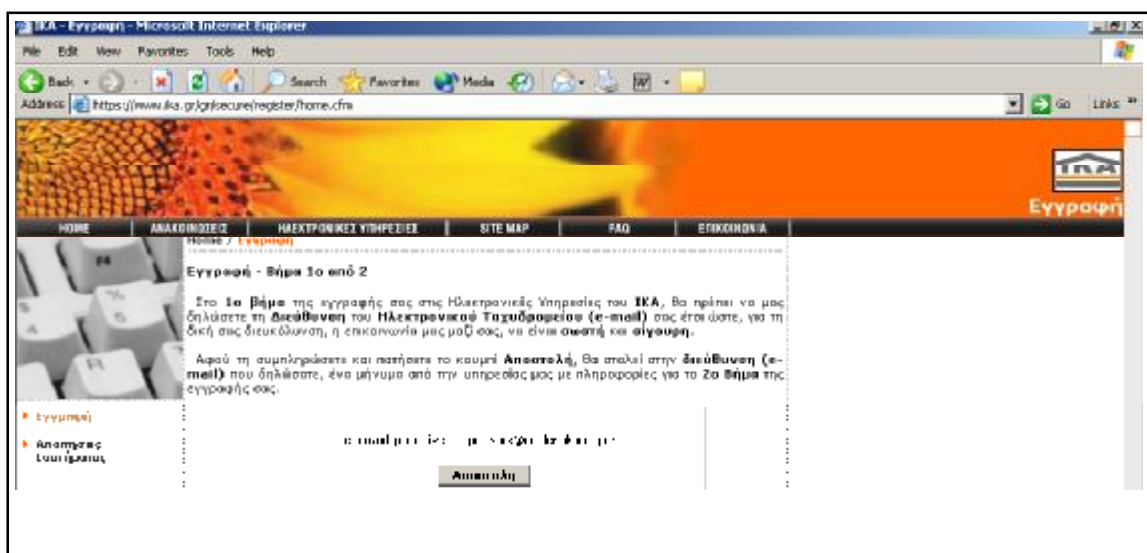 IKA - Εγγραφή - Microsoft Internet Explorer
File Edit View Favorites Tools Help
Back Search Favorites Media
Address https://www.ika.gr/gr/secure/register/home.cfm Go Links
IKA
Εγγραφή
HOME ΑΝΑΚΟΙΝΩΣΕΙΣ ΗΛΕΚΤΡΟΝΙΚΕΣ ΥΠΗΡΕΣΙΕΣ SITE MAP FAQ ΕΠΙΚΟΙΝΩΝΙΑ
Home / Εγγραφή
Εγγραφή - Βήμα 1ο από 2
Στο 1ο βήμα της εγγραφής σας στις Ηλεκτρονικές Υπηρεσίες του ΙΚΑ, θα πρέπει να μας
δηλώσετε τη Διεύθυνση του Ηλεκτρονικού Ταχυδρομείου (e-mail) σας έτσι ώστε, για τη
δική σας διευκόλυνση, η επικοινωνία μας μαζί σας, να είναι σωστή και σίγουρη.
Αφού τη συμπληρώσετε και πατήσετε το κουμπί Αποστολή, θα σταλεί στην διεύθυνση (e-
mail) που δηλώσατε, ένα μήνυμα από την υπηρεσίας μας με πληροφορίες για το 2ο Βήμα της
εγγραφής σας.
Εγγραφή
Αποστολή